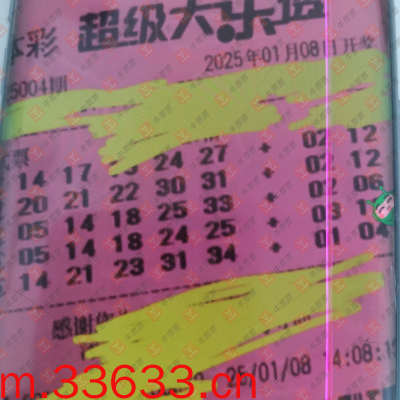 体彩 超级大乐透
2025年01月08日开奖
5004期
14 17 24 27 + 02 12
20 21 22 30 31 + 02 12
05 14 18 25 33 + 02 06
05 14 18 24 25 + 03
14 21 23 31 34 + 01 04
感谢
25/01/08 14:08:1
m.33633.cn